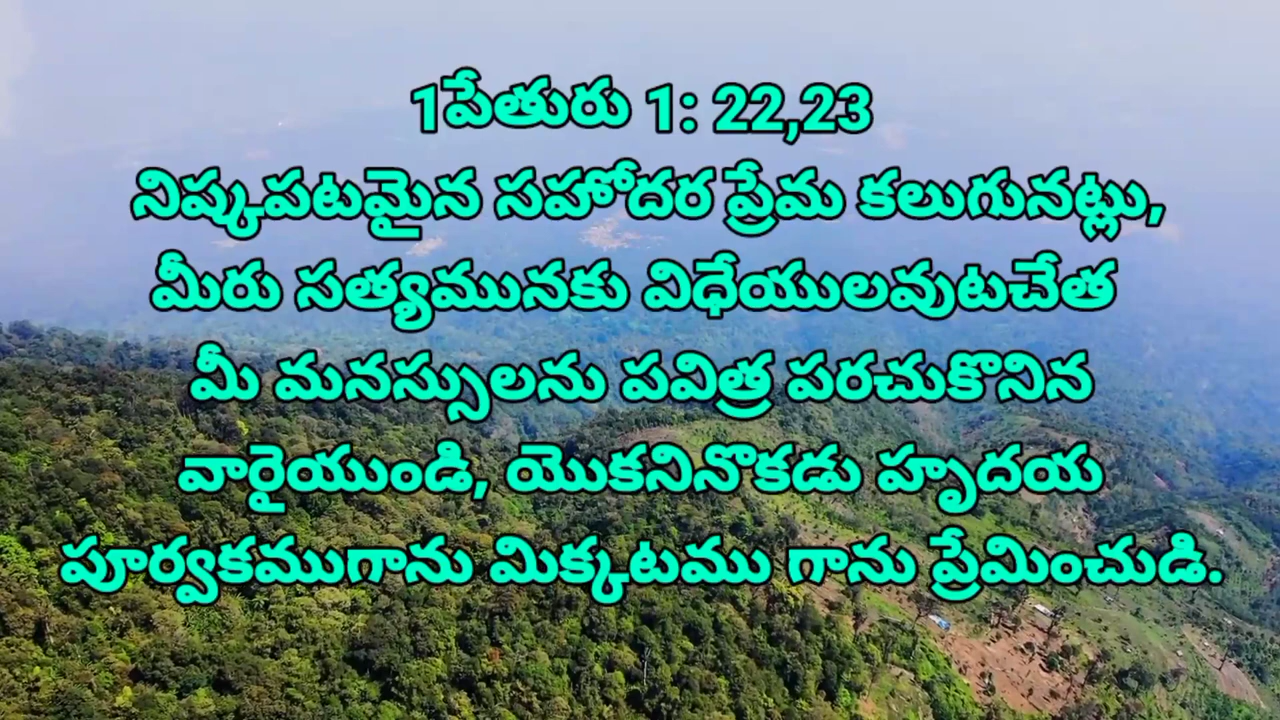 1పేతురు 1: 22,23
నిష్కపటమైన సహోదర ప్రేమ కలుగునట్లు,
మీరు సత్యమునకు విధేయులవుటచేత
మీ మనస్సులను పవిత్ర పరచుకొనిన
వారైయుండి, యొకనినొకడు హృదయ
పూర్వకముగాను మిక్కటము గాను ప్రేమించుడి.